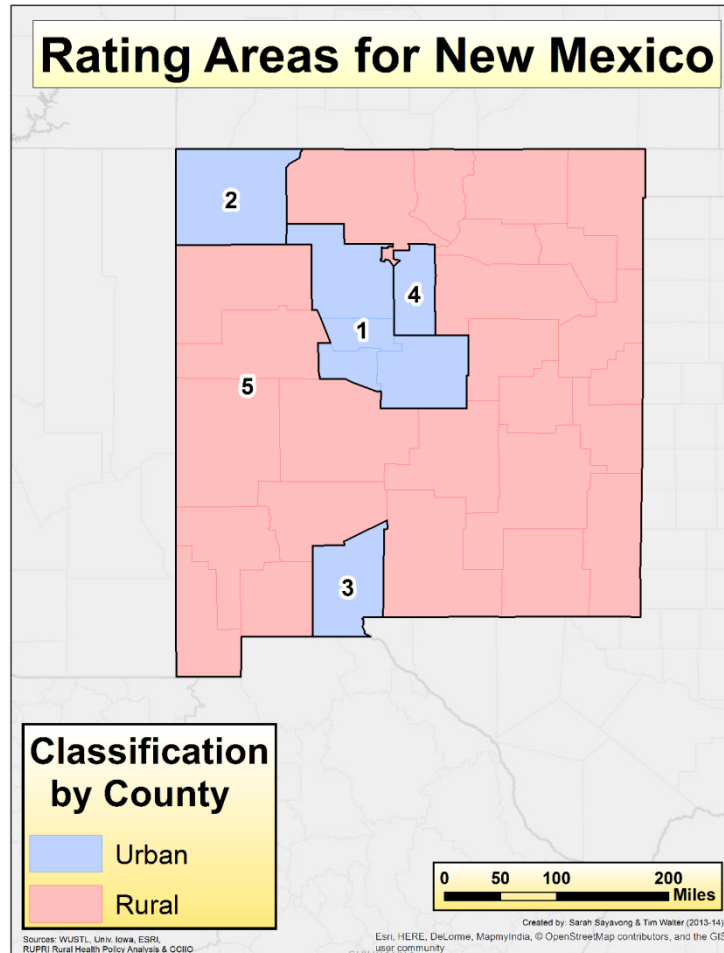 Rating Areas for New Mexico
2
4
1
5
3
Classification
by County
Urban
Rural
0 50 100 200
Miles
Created by: Sarah Sayavong & Tim Walter (2013-14)
Sources: WUSTL, Univ. Iowa, ESRI,
RUPRI Rural Health Policy Analysis & CCIIO
Esri, HERE, DeLorme, MapmyIndia, © OpenStreetMap contributors, and the GIS
user community